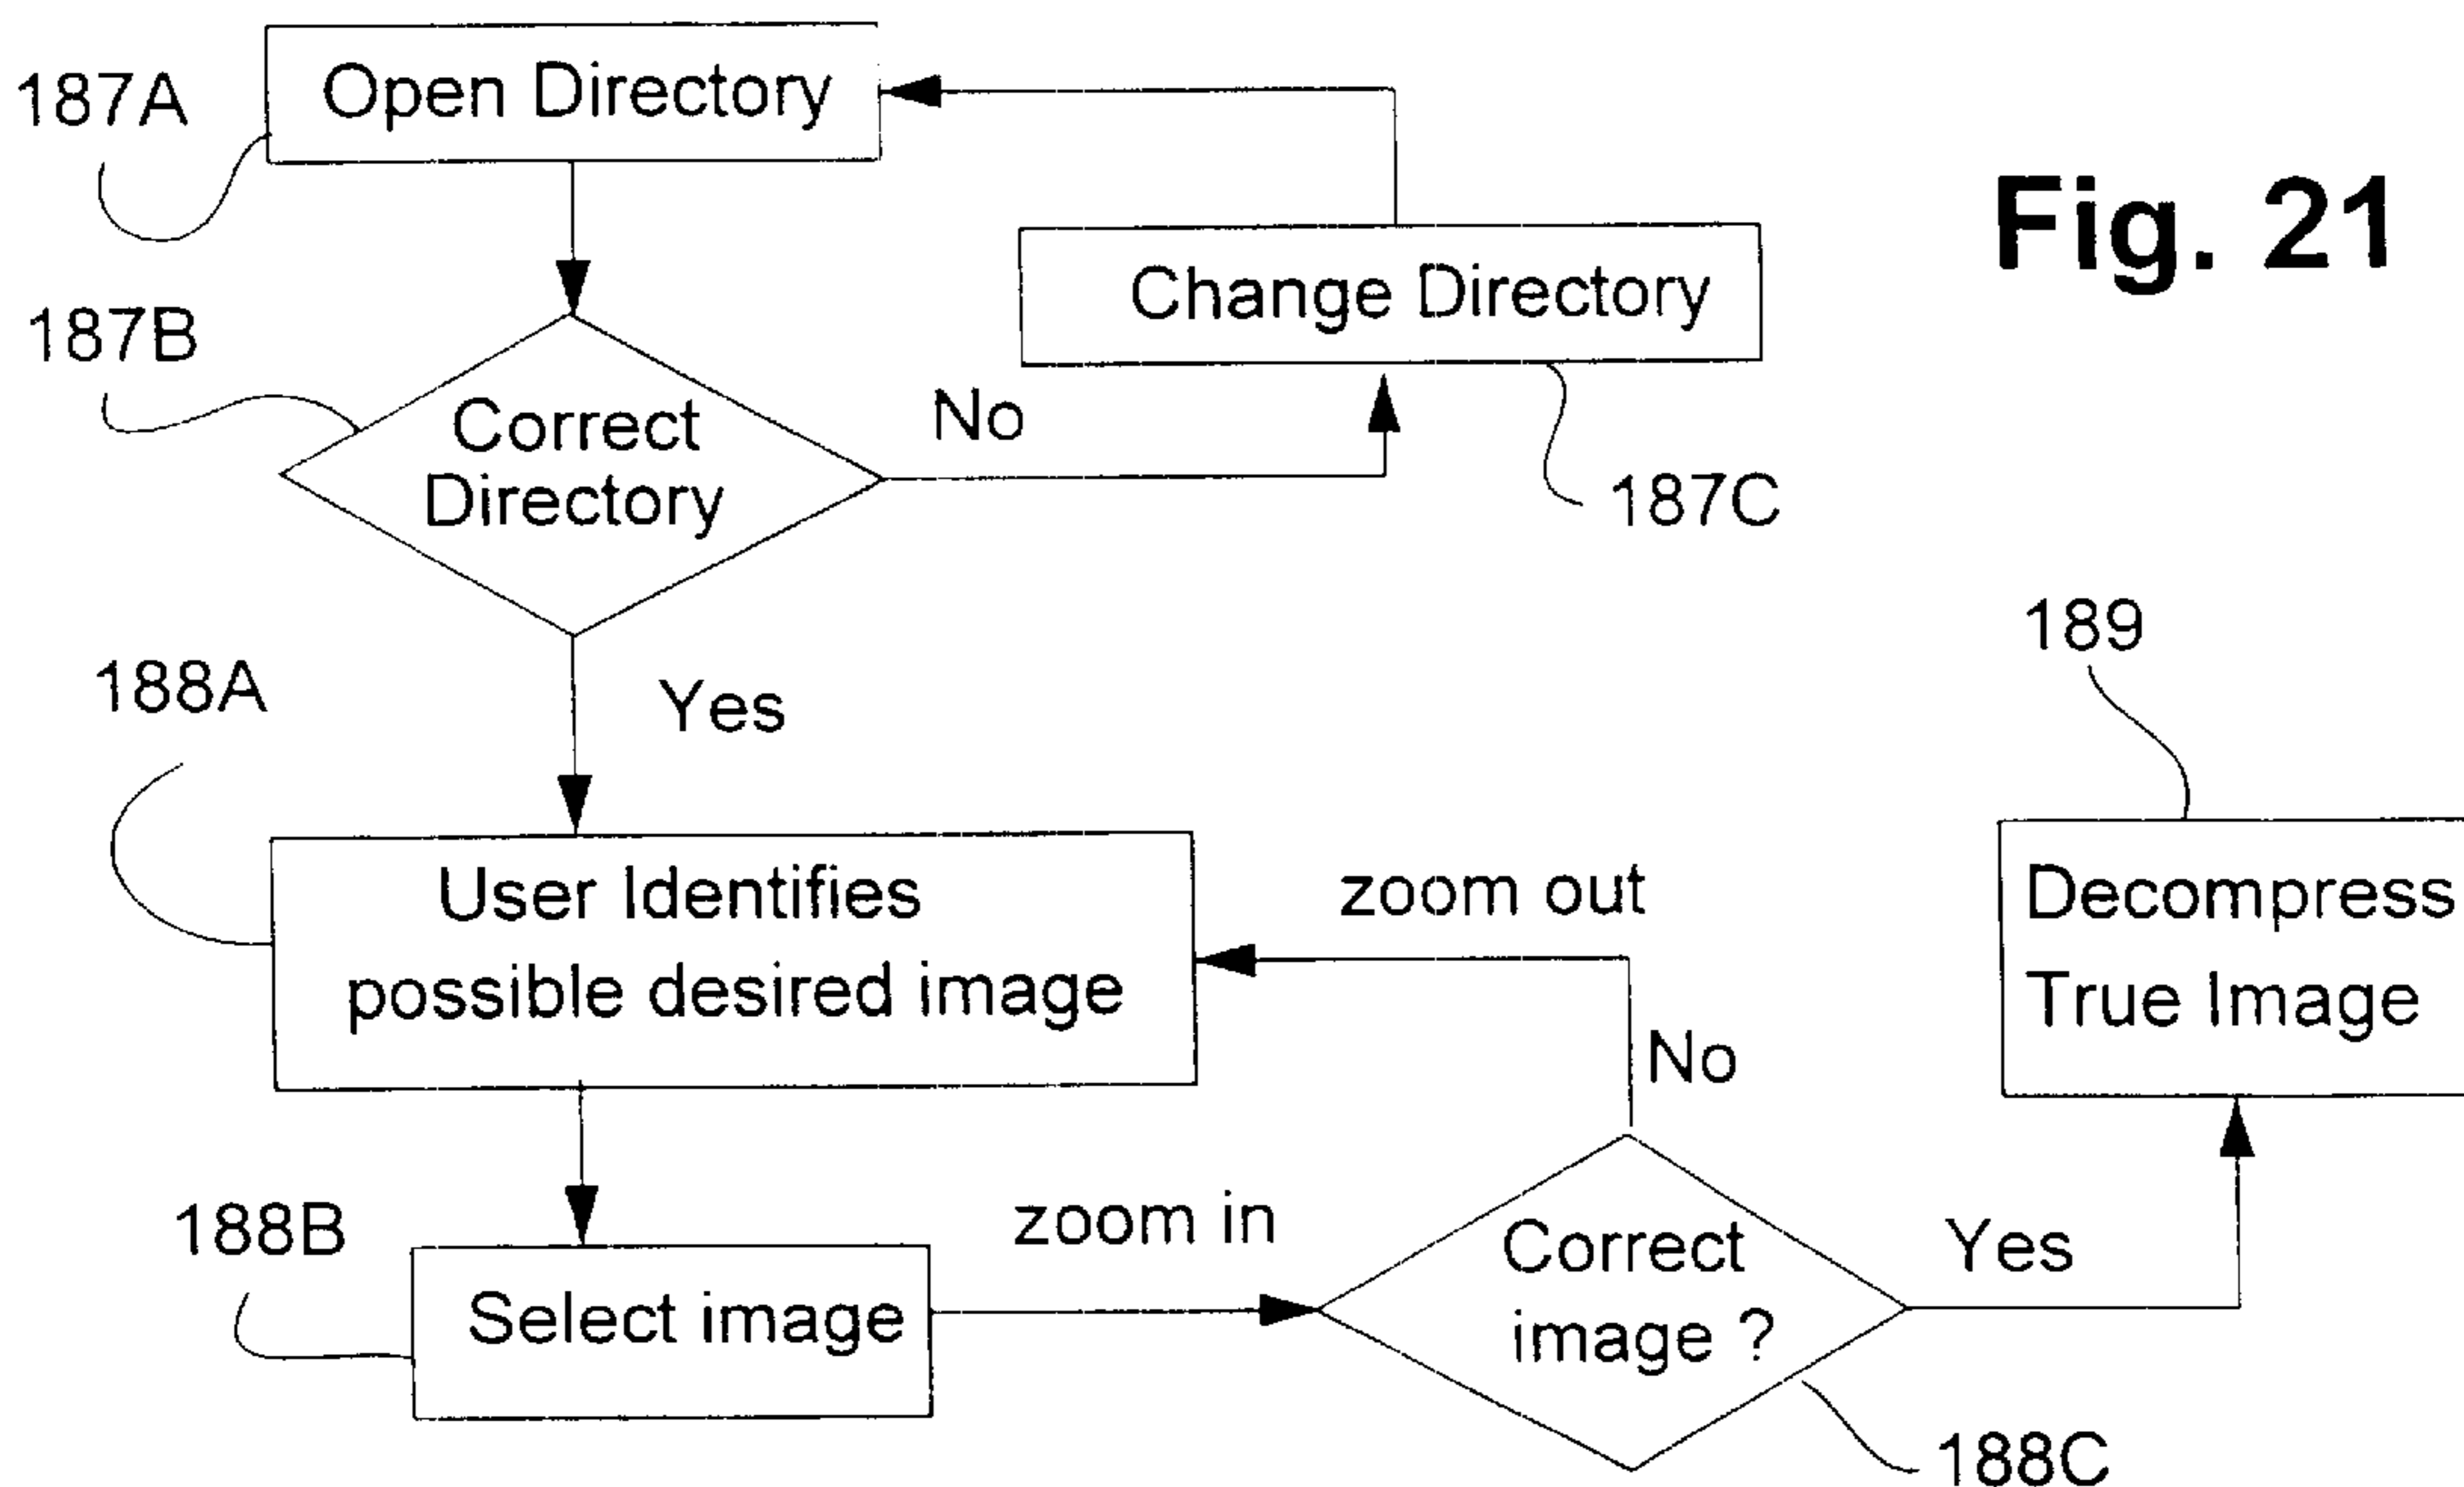 187A
Open Directory
Fig. 21
Change Directory
187B
Correct
Directory
No
187C
188A
Yes
189
User Identifies
possible desired image
zoom out
No
Decompress
True Image
188B
Select image
zoom in
Correct
image ?
Yes
188C